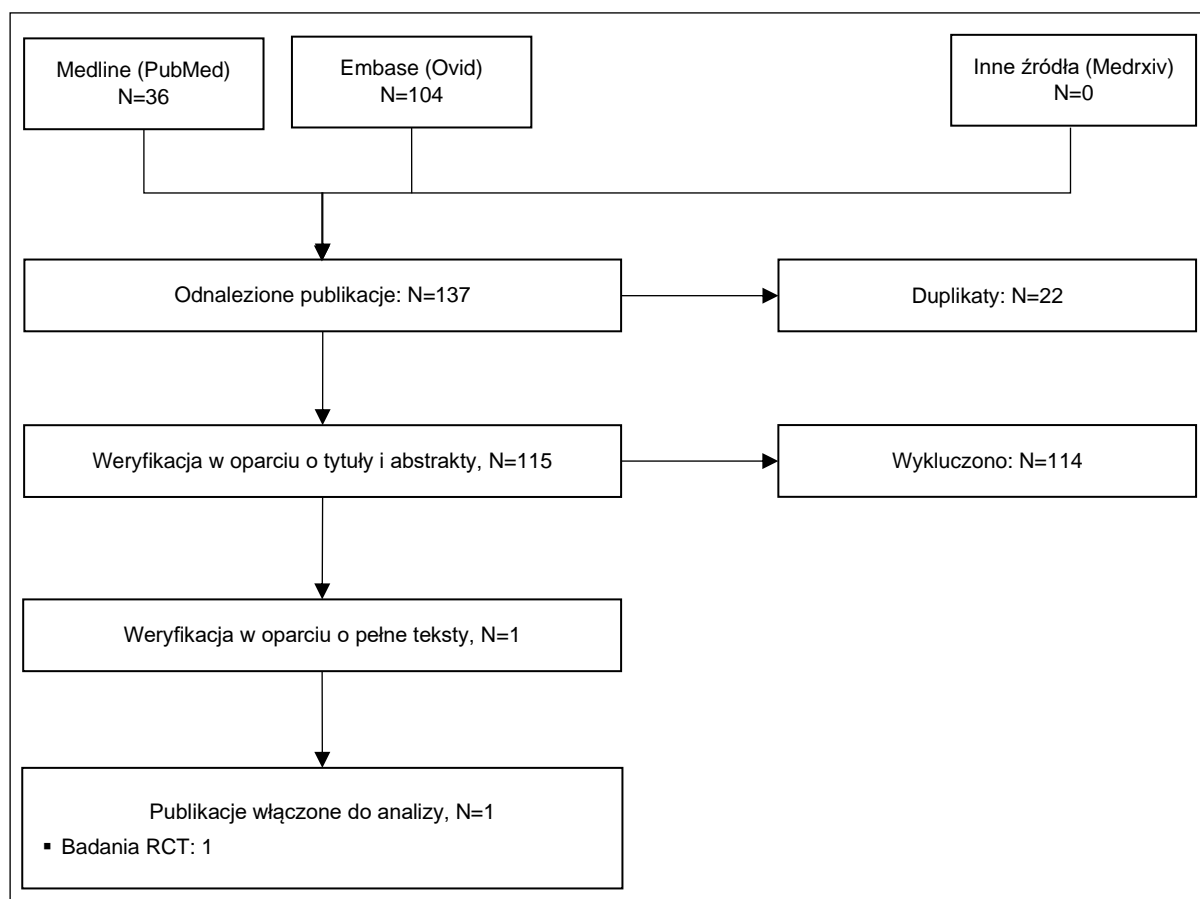 Medline (PubMed)
N=36
Embase (Ovid)
N=104
Inne źródła (Medrxiv)
N=0
Odnalezione publikacje: N=137
Duplikaty: N=22
Weryfikacja w oparciu o tytuły i abstrakty, N=115
Wykluczono: N=114
Weryfikacja w oparciu o pełne teksty, N=1
Publikacje włączone do analizy, N=1
▪ Badania RCT: 1